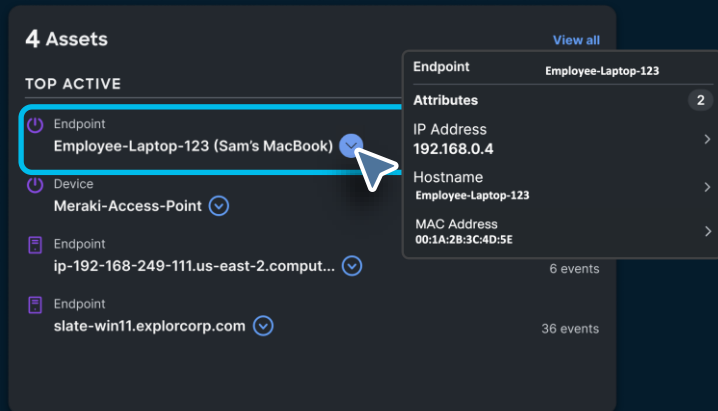 4 Assets
View all
TOP ACTIVE
Endpoint
Employee-Laptop-123 (Sam's MacBook)
Device
Meraki-Access-Point
Endpoint
ip-192-168-249-111.us-east-2.comput...
6 events
Endpoint
slate-win11.explorcorp.com
36 events
Endpoint
Employee-Laptop-123
Attributes
2
IP Address
192.168.0.4
Hostname
Employee-Laptop-123
MAC Address
00:1A:2B:3C:4D:5E